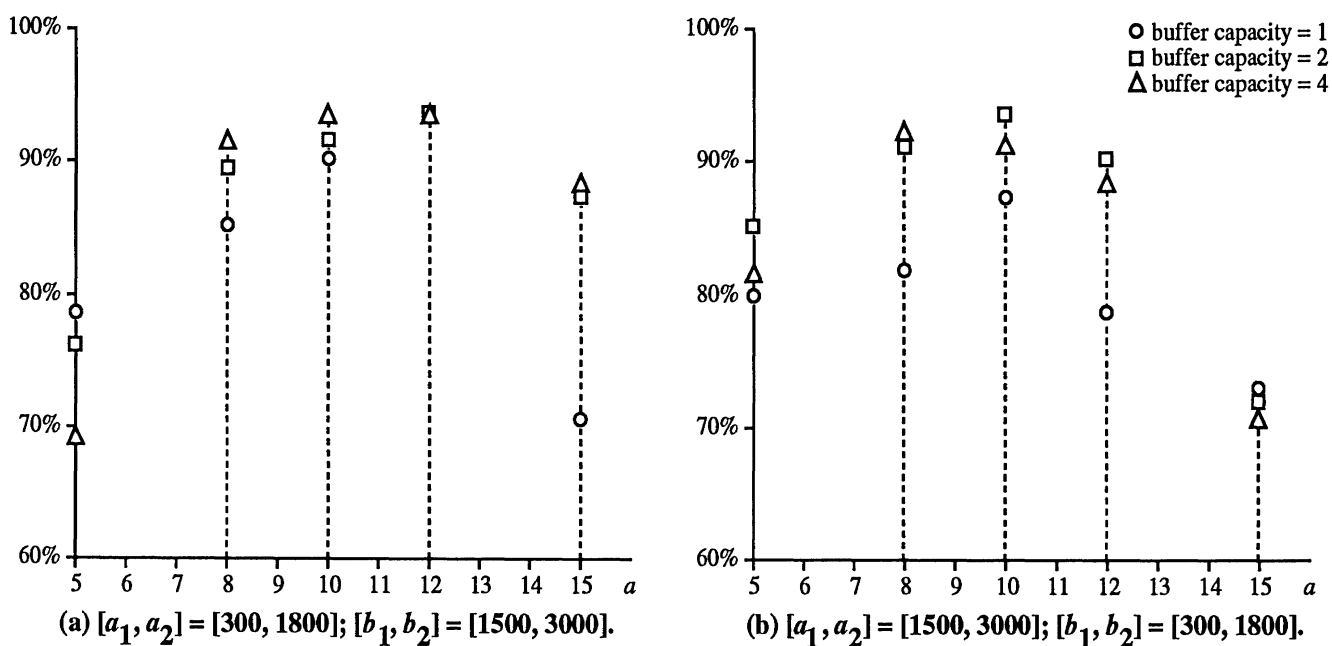 100%
90%
80%
70%
60%
5 6 7 8 9 10 11 12 13 14 15 a
(a) [a1, a2] = [300, 1800]; [b1, b2] = [1500, 3000].
100%
90%
80%
70%
60%
5 6 7 8 9 10 11 12 13 14 15 a
buffer capacity = 1
buffer capacity = 2
buffer capacity = 4
(b) [a1, a2] = [1500, 3000]; [b1, b2] = [300, 1800].